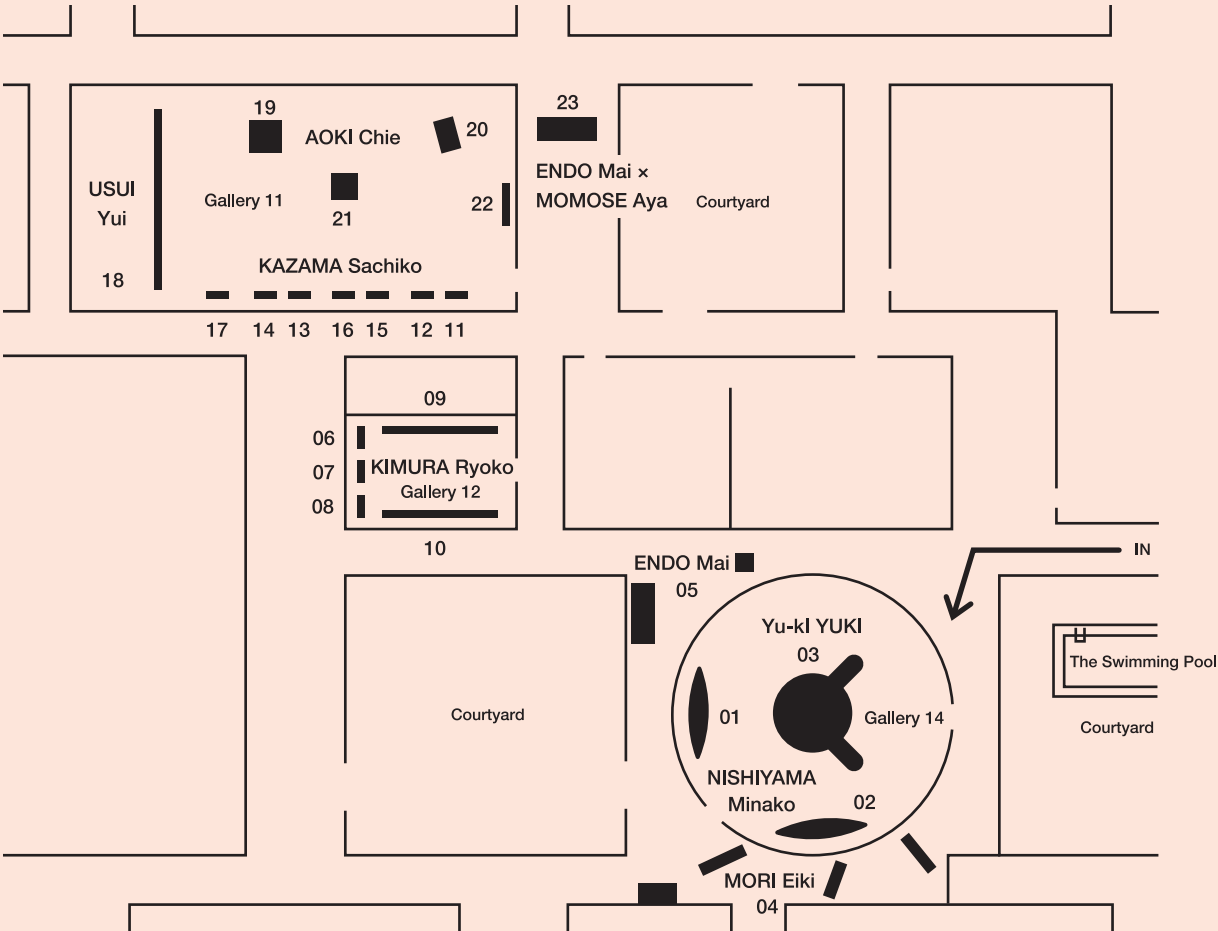 19
AOKI Chie
20
23
USUI
Yui
Gallery 11
21
22
ENDO Mai ×
MOMOSE Aya
Courtyard
18
KAZAMA Sachiko
17 14 13 16 15 12 11
09
06
07
08
KIMURA Ryoko
Gallery 12
10
IN
ENDO Mai
05
Yu-kI YUKI
03
01
Gallery 14
The Swimming Pool
Courtyard
Courtyard
NISHIYAMA
Minako
02
MORI Eiki
04